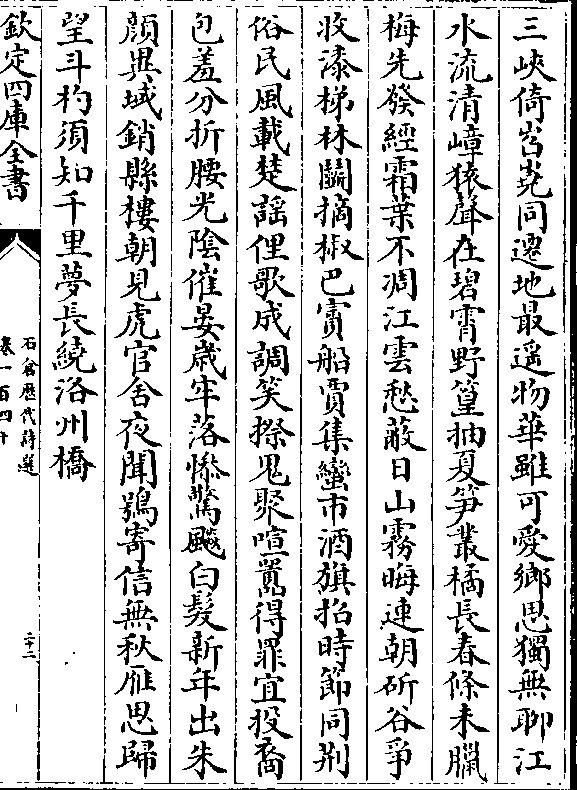 三峽倚岧嶤同遷地最遥物華雖可愛鄉思獨無聊江
水流清嶂猿聲在碧霄野篁抽夏笋叢橘長春條未臘
梅先發經霜葉不凋江雲愁蔽日山霧晦連朝斫谷爭
收漆梯林鬬摘椒巴賨船賈集蠻市酒旗招時節同荆
俗民風載楚謡俚歌成調笑捺鬼聚喧囂得罪宜投裔
包羞分折腰光陰催晏歲牢落慘驚飈白髮新年出朱
顔異域銷縣樓朝見虎官舍夜聞鴞寄信無秋雁思歸
望斗杓須知千里夢長繞洛州橋
欽定四庫全書
石倉歷代詩選
卷一百四十
二十二